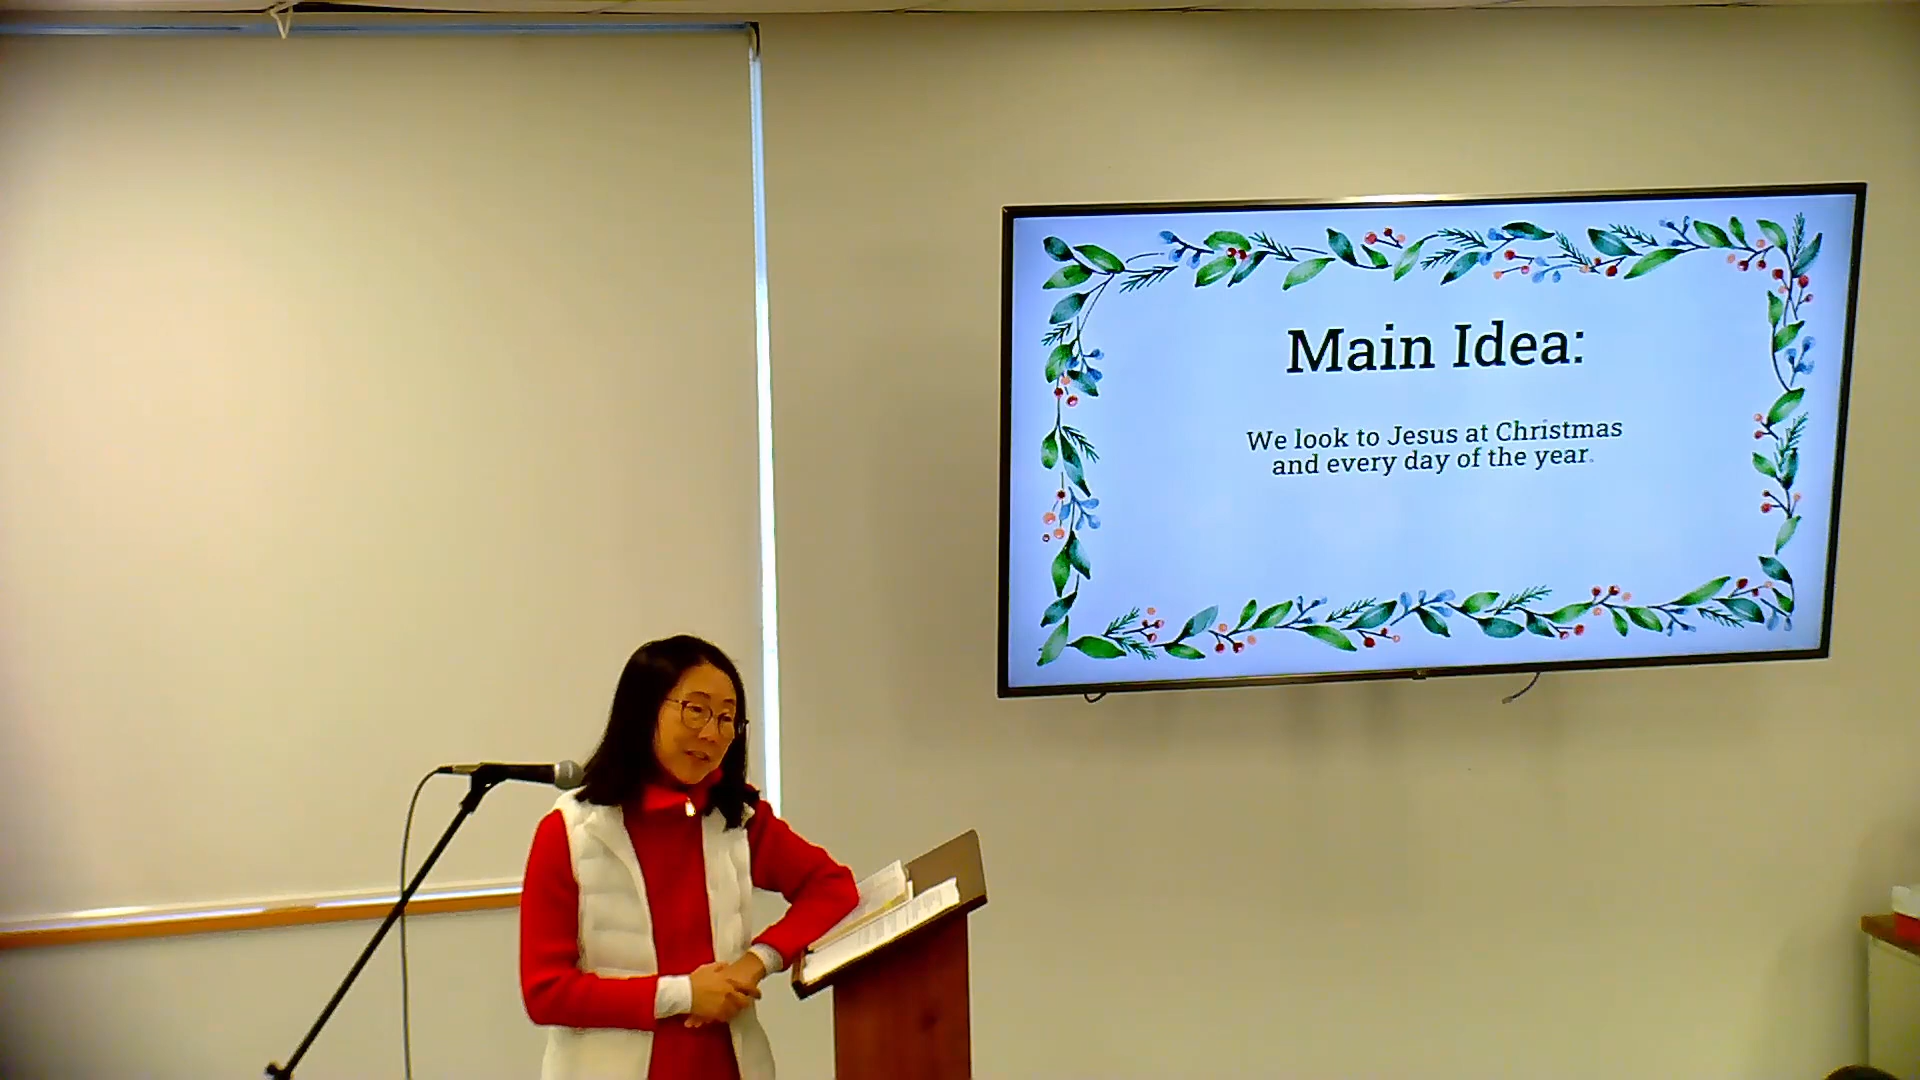 Main Idea:
We look to Jesus at Christmas
and every day of the year.